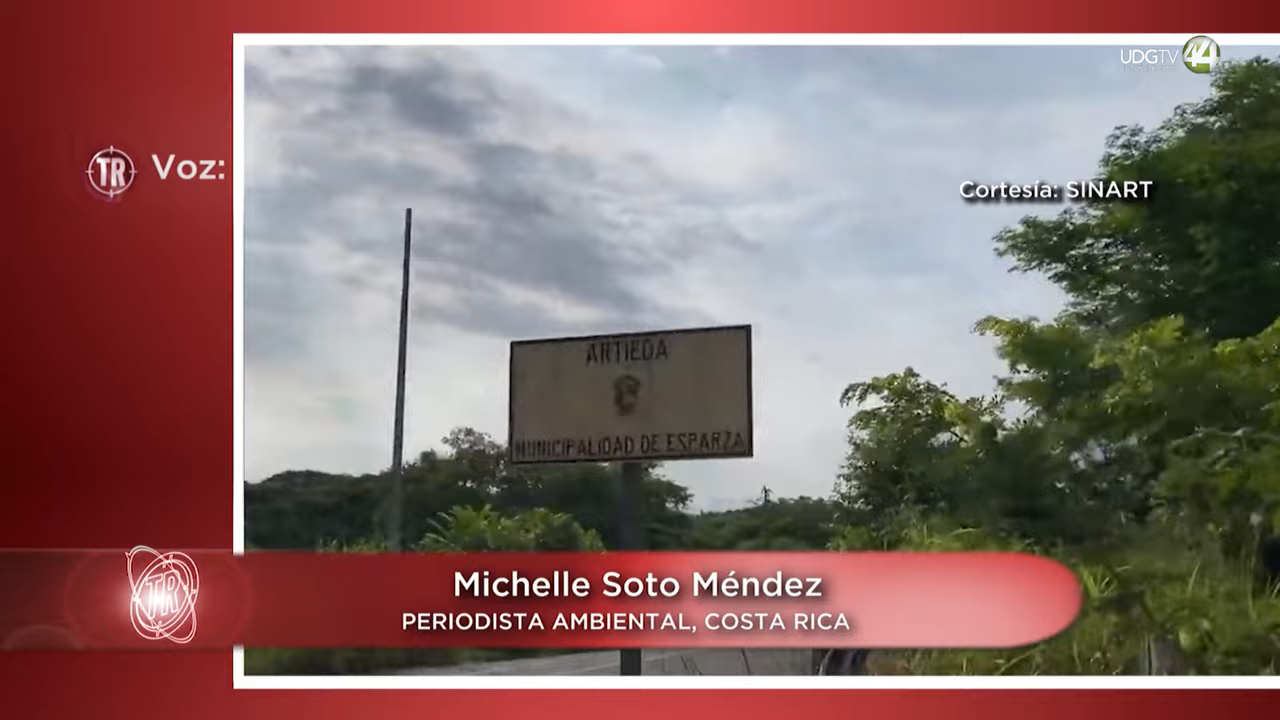 UDGTV 44
TR Voz:
Cortesía: SINART
ARTIEDA
MUNICIPALIDAD DE ESPARZA
TR
Michelle Soto Méndez
PERIODISTA AMBIENTAL, COSTA RICA